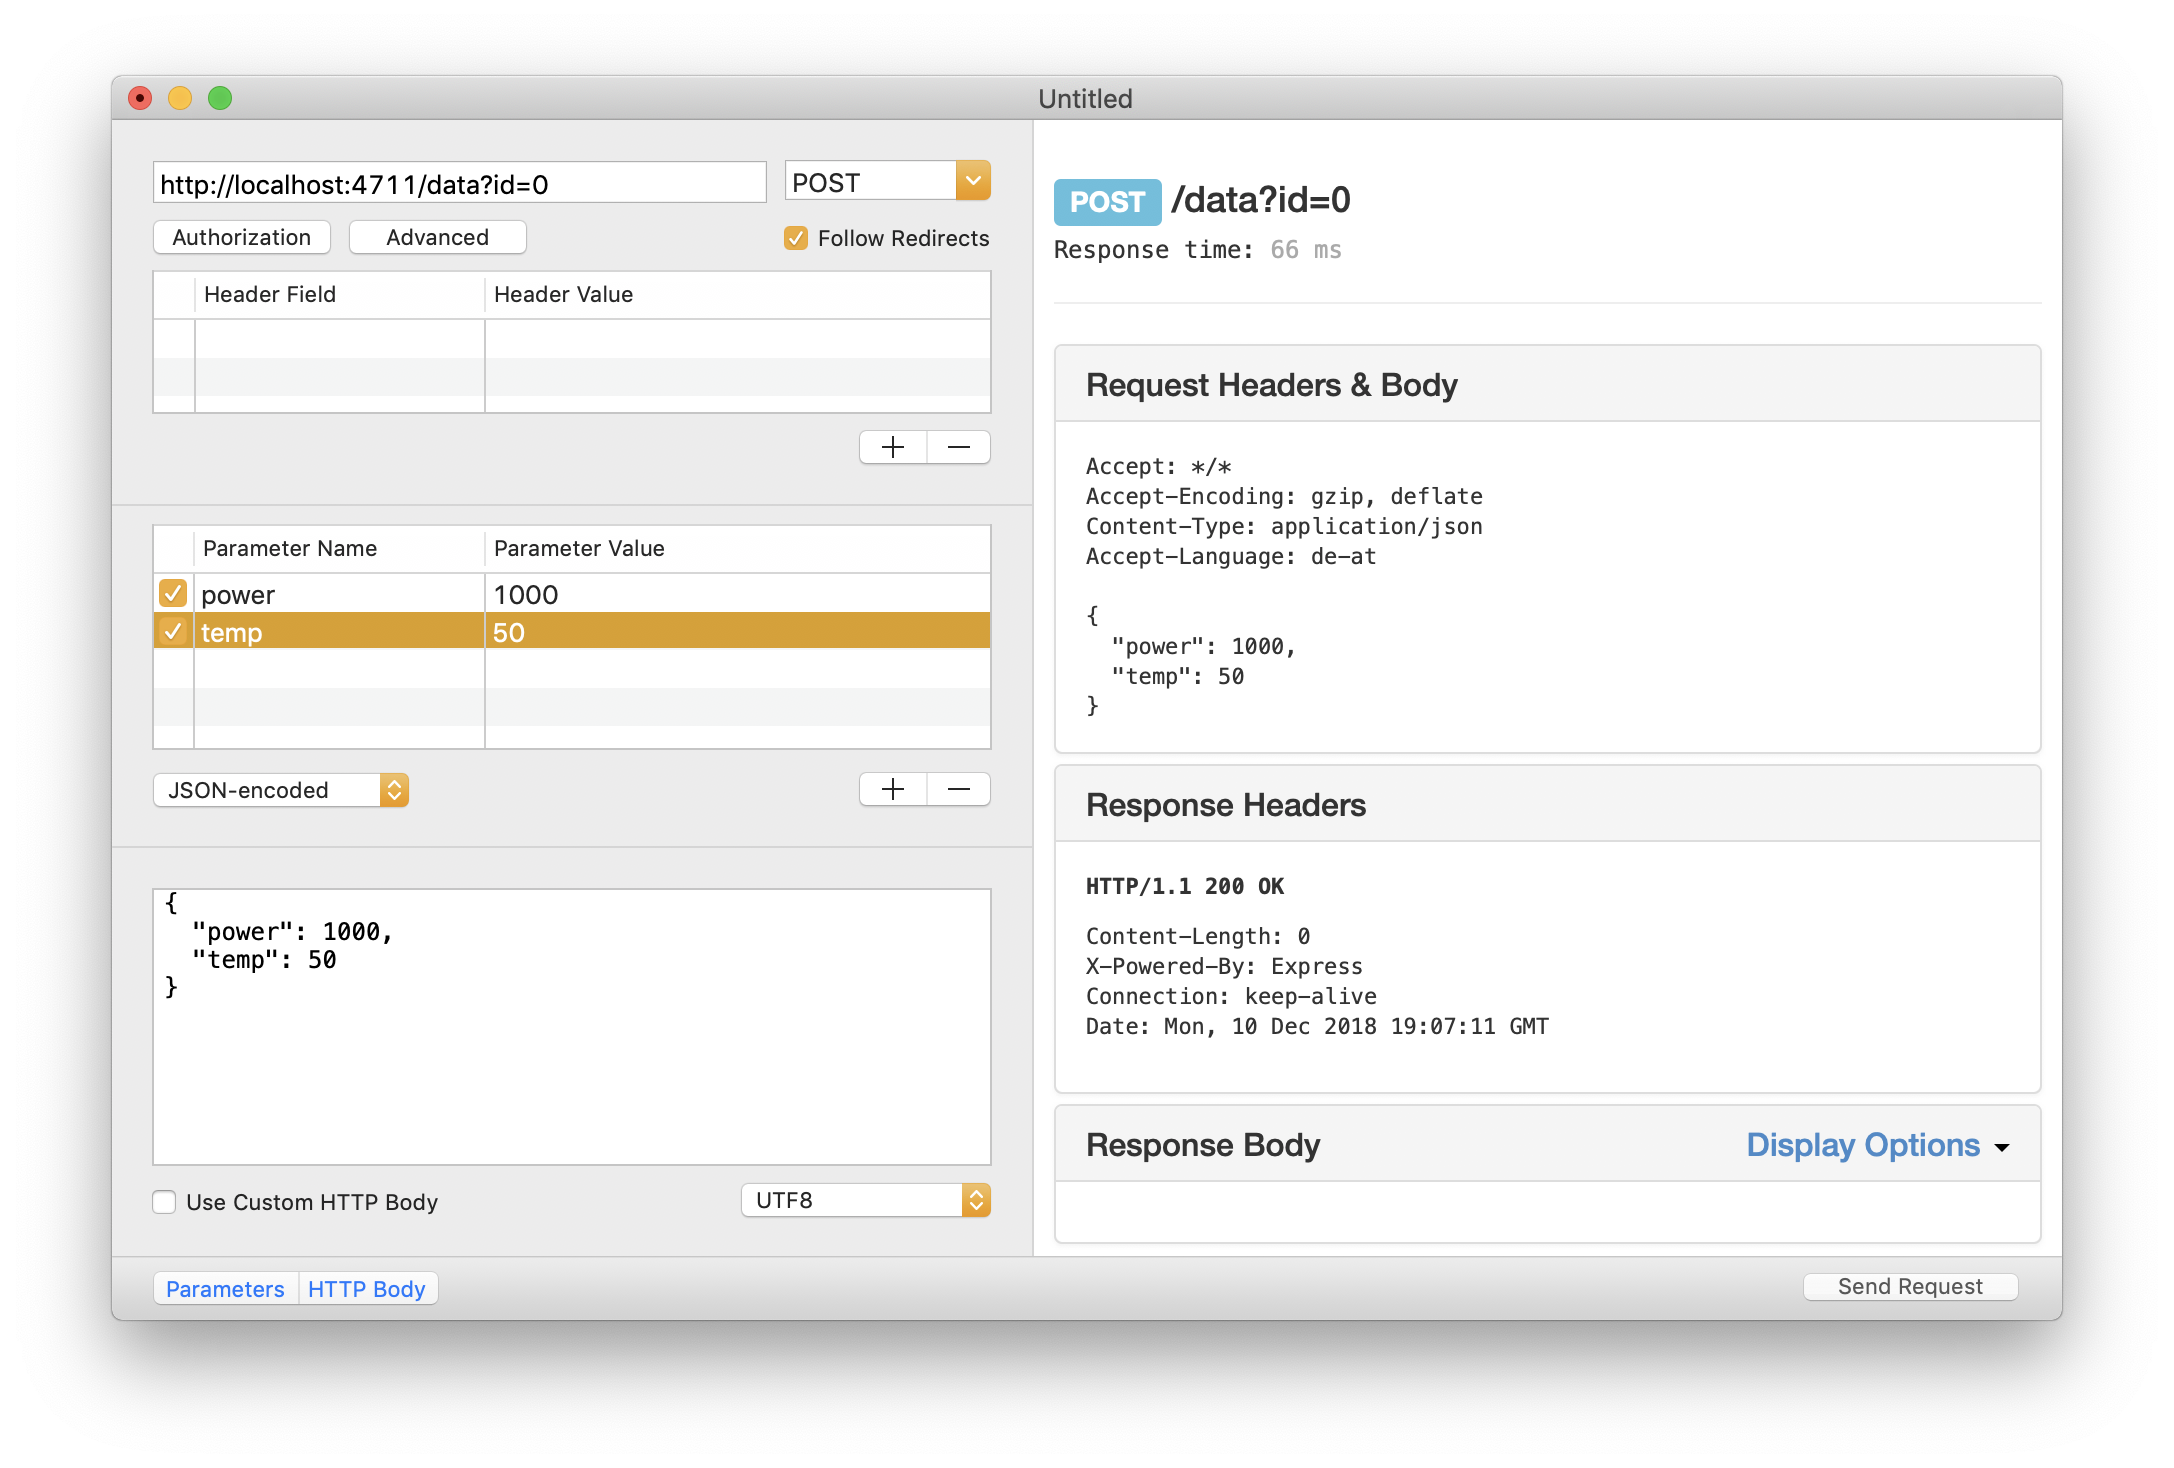 Untitled
http://localhost:4711/data?id=0
POST
Authorization
Advanced
Follow Redirects
Header Field
Header Value
Parameter Name
Parameter Value
power
1000
temp
50
JSON-encoded
{
  "power": 1000,
  "temp": 50
}
Use Custom HTTP Body
UTF8
Parameters
HTTP Body
POST /data?id=0
Response time: 66 ms
Request Headers & Body
Accept: */*
Accept-Encoding: gzip, deflate
Content-Type: application/json
Accept-Language: de-at
{
  "power": 1000,
  "temp": 50
}
Response Headers
HTTP/1.1 200 OK
Content-Length: 0
X-Powered-By: Express
Connection: keep-alive
Date: Mon, 10 Dec 2018 19:07:11 GMT
Response Body
Display Options
Send Request